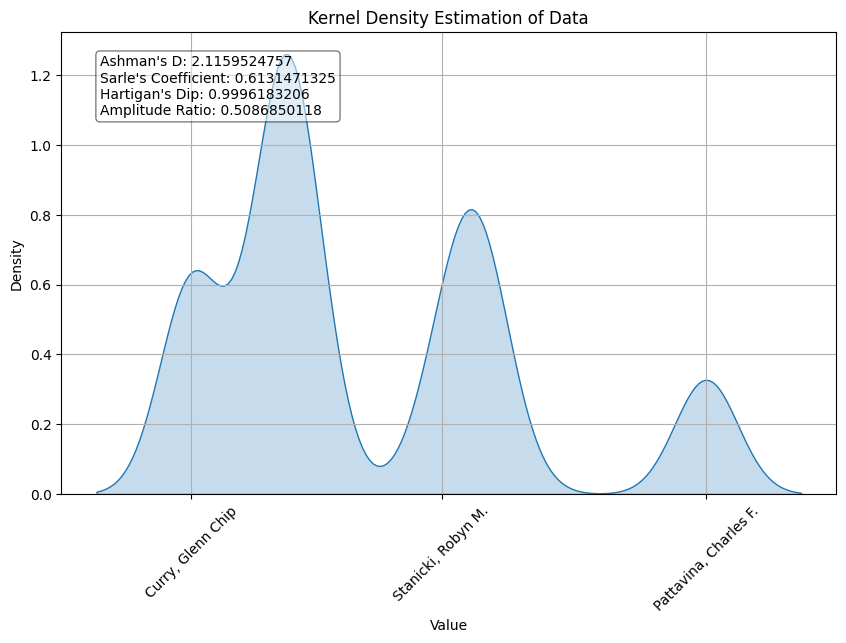 Kernel Density Estimation of Data
Ashman's D: 2.1159524757
Sarle's Coefficient: 0.6131471325
Hartigan's Dip: 0.9996183206
Amplitude Ratio: 0.5086850118
Density
1.2
1.0
0.8
0.6
0.4
0.2
0.0
Curry, Glenn Chip
Stanicki, Robyn M.
Pattavina, Charles F.
Value